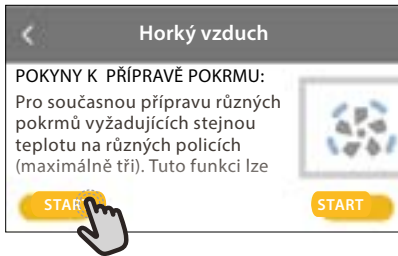 Horký vzduch
POKYNY K PŘÍPRAVĚ POKRMU:
Pro současnou přípravu různých
pokrmů vyžadujících stejnou
teplotu na různých policích
(maximálně tři). Tuto funkci lze
START START